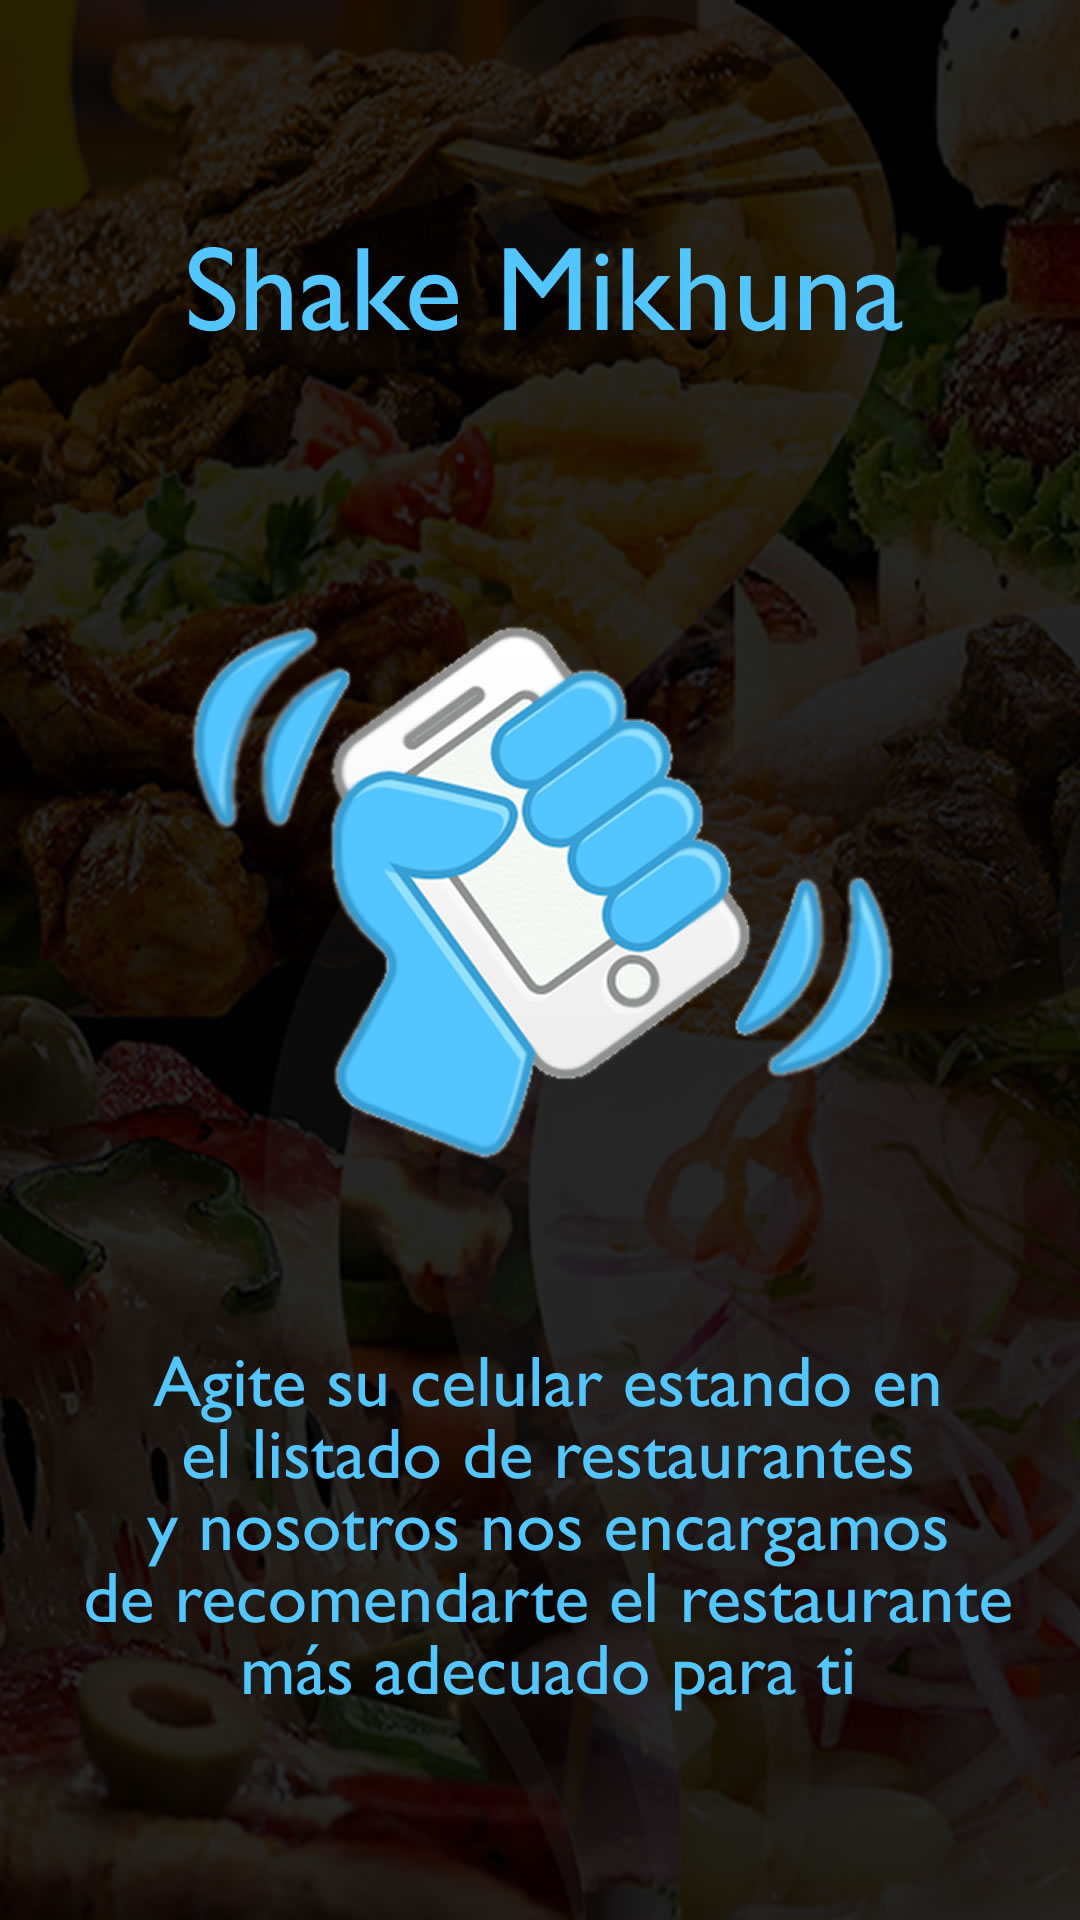 Shake Mikhuna
Agite su celular estando en
el listado de restaurantes
y nosotros nos encargamos
de recomendarte el restaurante
más adecuado para ti